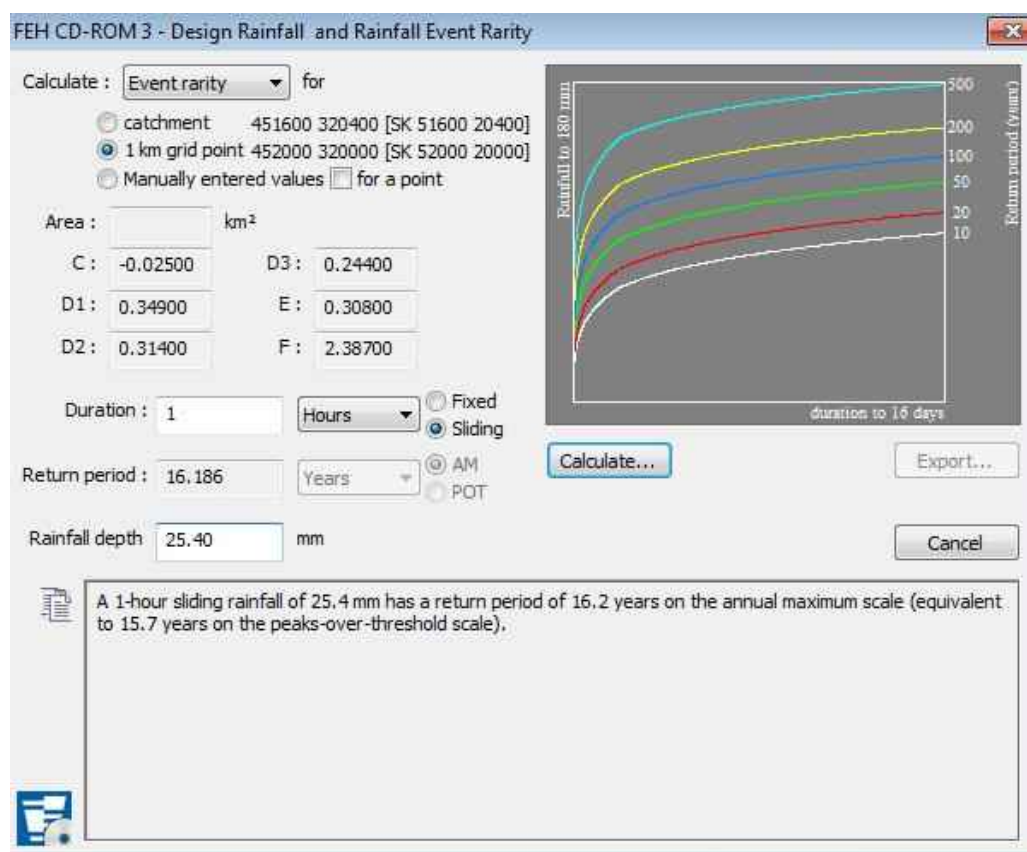 FEH CD-ROM 3 - Design Rainfall and Rainfall Event Rarity
Calculate : Event rarity for
catchment 451600 320400 [SK 51600 20400]
1 km grid point 452000 320000 [SK 52000 20000]
Manually entered values for a point
Area : km²
C : -0.02500 D3 : 0.24400
D1 : 0.34900 E : 0.30800
D2 : 0.31400 F : 2.38700
Duration : 1 Hours Fixed
Sliding
Return period : 16.186 Years AM
POT
Rainfall depth 25.40 mm
Rainfall to 180 mm
500
200
100
50
20
10
Return period (years)
duration to 16 days
Calculate... Export...
Cancel
A 1-hour sliding rainfall of 25.4 mm has a return period of 16.2 years on the annual maximum scale (equivalent
to 15.7 years on the peaks-over-threshold scale).